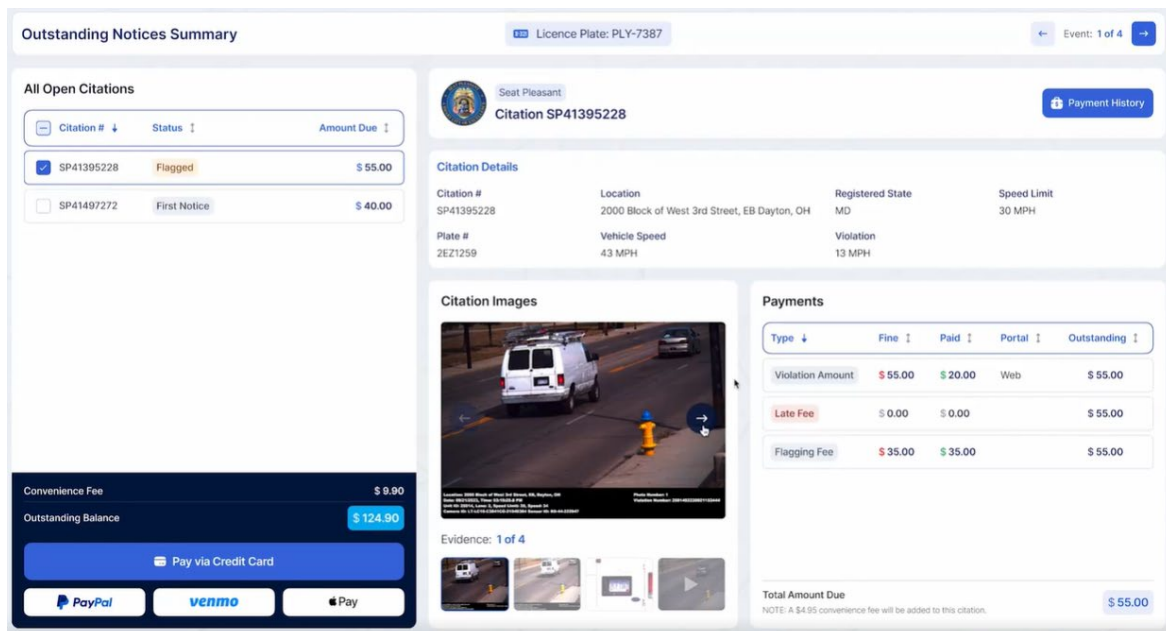 Outstanding Notices Summary
Licence Plate: PLY-7387
Event: 1 of 4
All Open Citations
Citation # Status Amount Due
SP41395228 Flagged $ 55.00
SP41497272 First Notice $ 40.00
Convenience Fee $ 9.90
Outstanding Balance $ 124.90
Pay via Credit Card
PayPal venmo Pay
Seat Pleasant
Citation SP41395228
Payment History
Citation Details
Citation # Location Registered State Speed Limit
SP41395228 2000 Block of West 3rd Street, EB Dayton, OH MD 30 MPH
Plate # Vehicle Speed Violation
2EZ1259 43 MPH 13 MPH
Citation Images
Evidence: 1 of 4
Payments
Type Fine Paid Portal Outstanding
Violation Amount $ 55.00 $ 20.00 Web $ 55.00
Late Fee $ 0.00 $ 0.00 $ 55.00
Flagging Fee $ 35.00 $ 35.00 $ 55.00
Total Amount Due
NOTE: A $4.95 convenience fee will be added to this citation.
$ 55.00